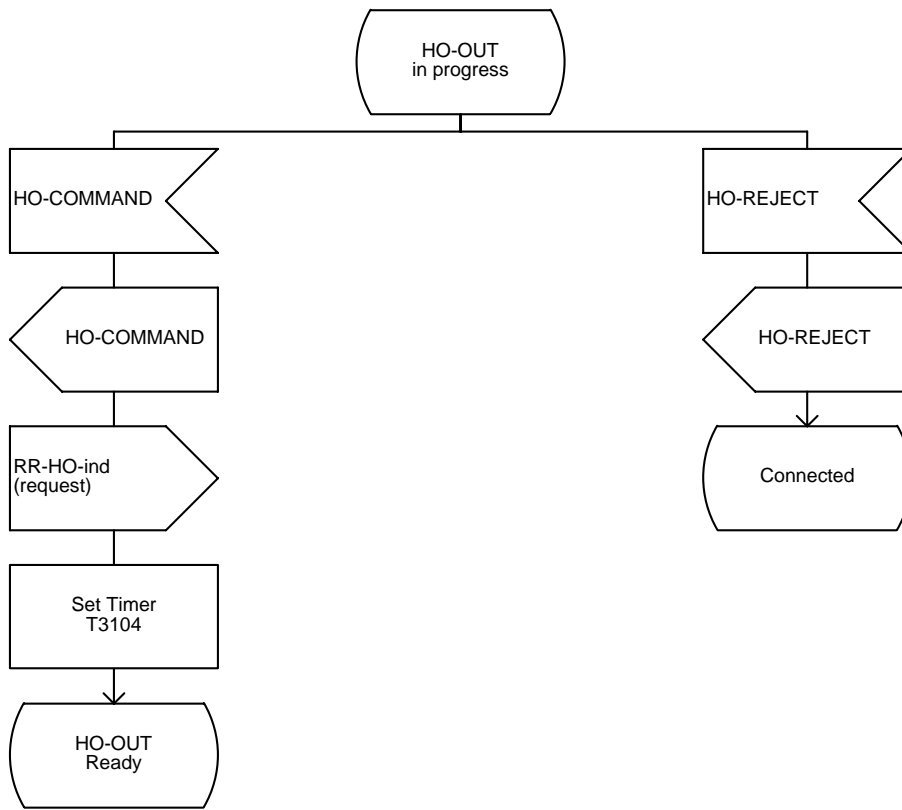 HO-OUT
in progress
HO-COMMAND
HO-REJECT
HO-COMMAND
HO-REJECT
RR-HO-ind
(request)
Connected
Set Timer
T3104
HO-OUT
Ready